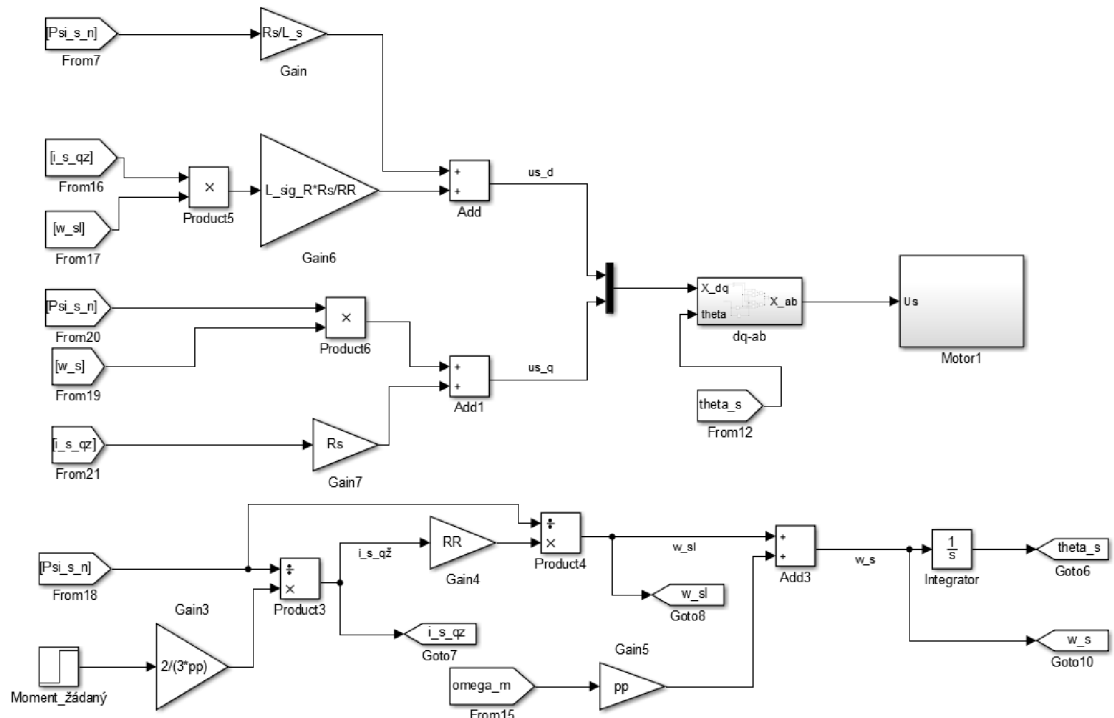 [Psi_s_n]
From7
Rs/L_s
Gain
[i_s_qz]
From16
[w_sl]
From17
×
Product5
L_sig_R*Rs/RR
Gain6
+
+
Add
us_d
[Psi_s_n]
From20
[w_s]
From19
×
Product6
+
+
Add1
us_q
[i_s_qz]
From21
Rs
Gain7
X_dq
theta
X_ab
dq-ab
theta_s
From12
Us
Motor1
[Psi_s_n]
From18
Moment_žádaný
Gain3
2/(3*pp)
÷
×
Product3
i_s_qž
i_s_qz
Goto7
RR
Gain4
÷
×
Product4
w_sl
w_sl
Goto8
omega_m
From15
Gain5
pp
+
+
Add3
w_s
1
s
Integrator
theta_s
Goto6
w_s
Goto10